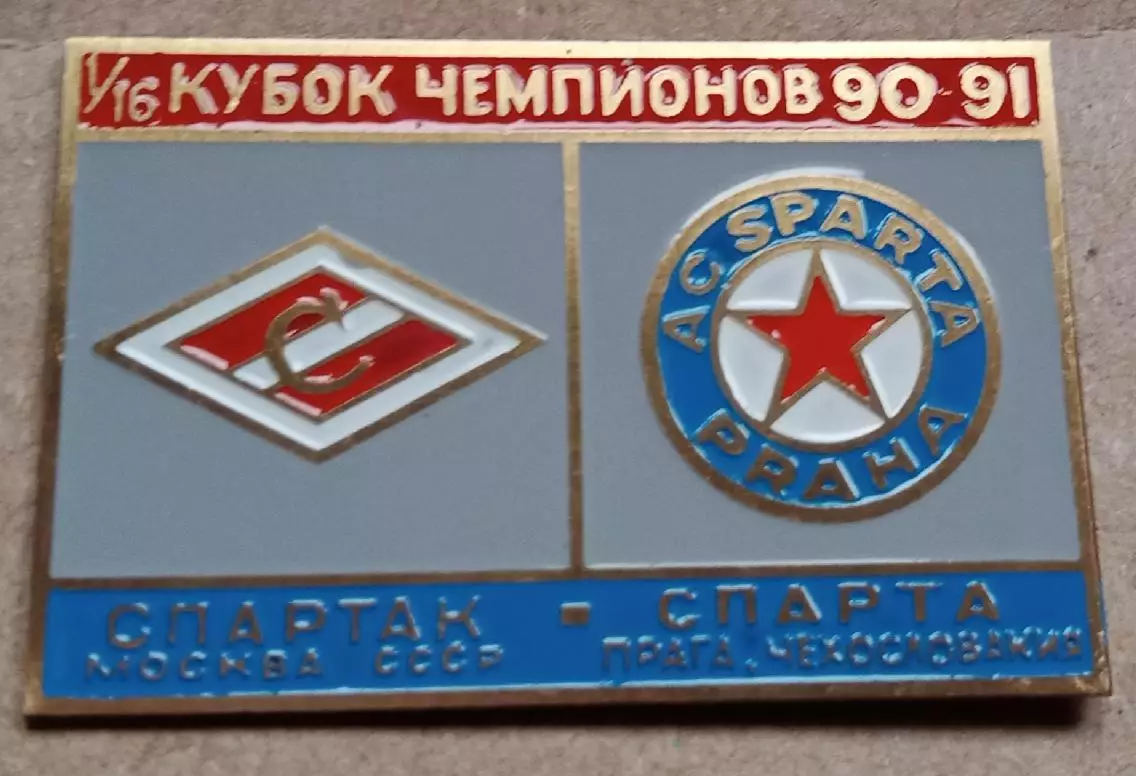 1/16 КУБОК ЧЕМПИОНОВ 90-91
С
AC SPARTA
PRAHA
СПАРТАК - СПАРТА
МОСКВА СССР ПРАГА, ЧЕХОСЛОВАКИЯ